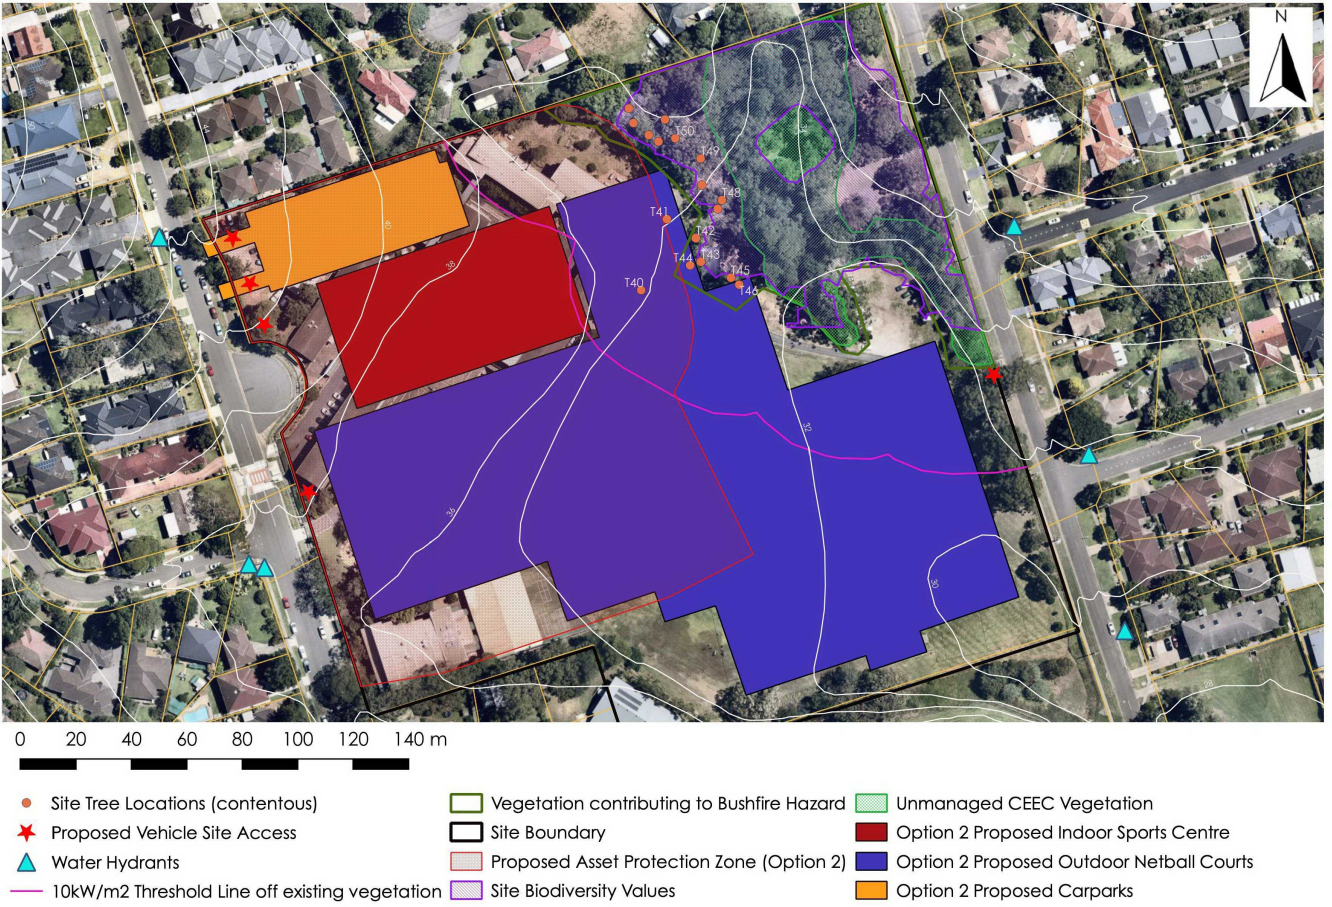 N
T50
T49
T48
T41
T42
T43
T44
T45
T46
T40
40
38
36
32
30
28
0 20 40 60 80 100 120 140 m
Site Tree Locations (contentous)
Proposed Vehicle Site Access
Water Hydrants
10kW/m2 Threshold Line off existing vegetation
Vegetation contributing to Bushfire Hazard
Site Boundary
Proposed Asset Protection Zone (Option 2)
Site Biodiversity Values
Unmanaged CEEC Vegetation
Option 2 Proposed Indoor Sports Centre
Option 2 Proposed Outdoor Netball Courts
Option 2 Proposed Carparks